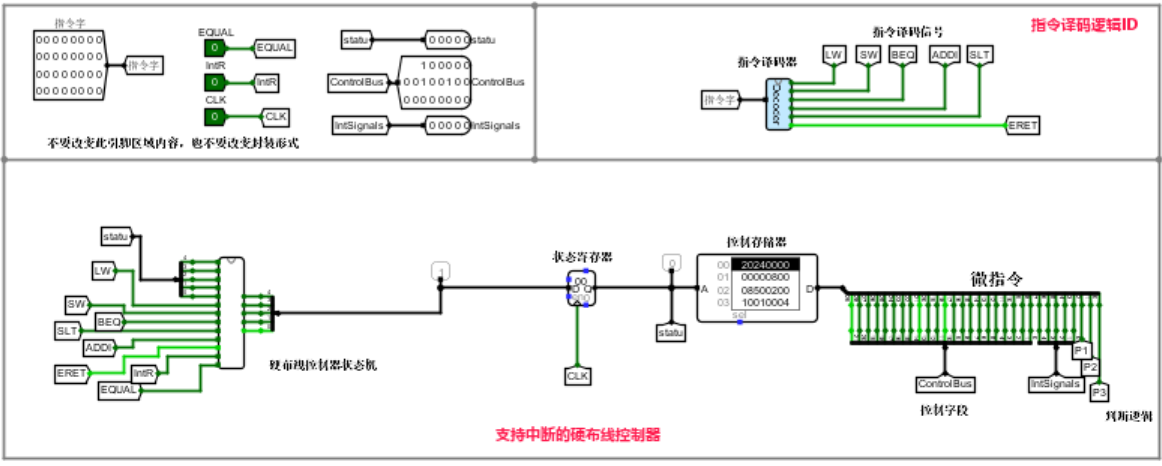 指令字
00000000
00000000
00000000
00000000
指令字
EQUAL
0
EQUAL
IntR
0
IntR
CLK
0
CLK
statu
00000
statu
ControlBus
100000
00100100
00000000
ControlBus
IntSignals
00000
IntSignals
不要改变此引脚区域内容，也不要改变封装形式
指令译码逻辑ID
指令译码信号
LW
SW
BEQ
ADDI
SLT
指令译码器
指令字
Decoder
ERET
statu
LW
SW
BEQ
SLT
ADDI
ERET
IntR
EQUAL
硬布线控制器状态机
1
状态寄存器
00
D Q
CLK
0
statu
控制存储器
00 20240000
01 00000800
02 08500200
03 10010004
A
D
sel
微指令
ControlBus
控制字段
IntSignals
P1
P2
P3
判断逻辑
支持中断的硬布线控制器